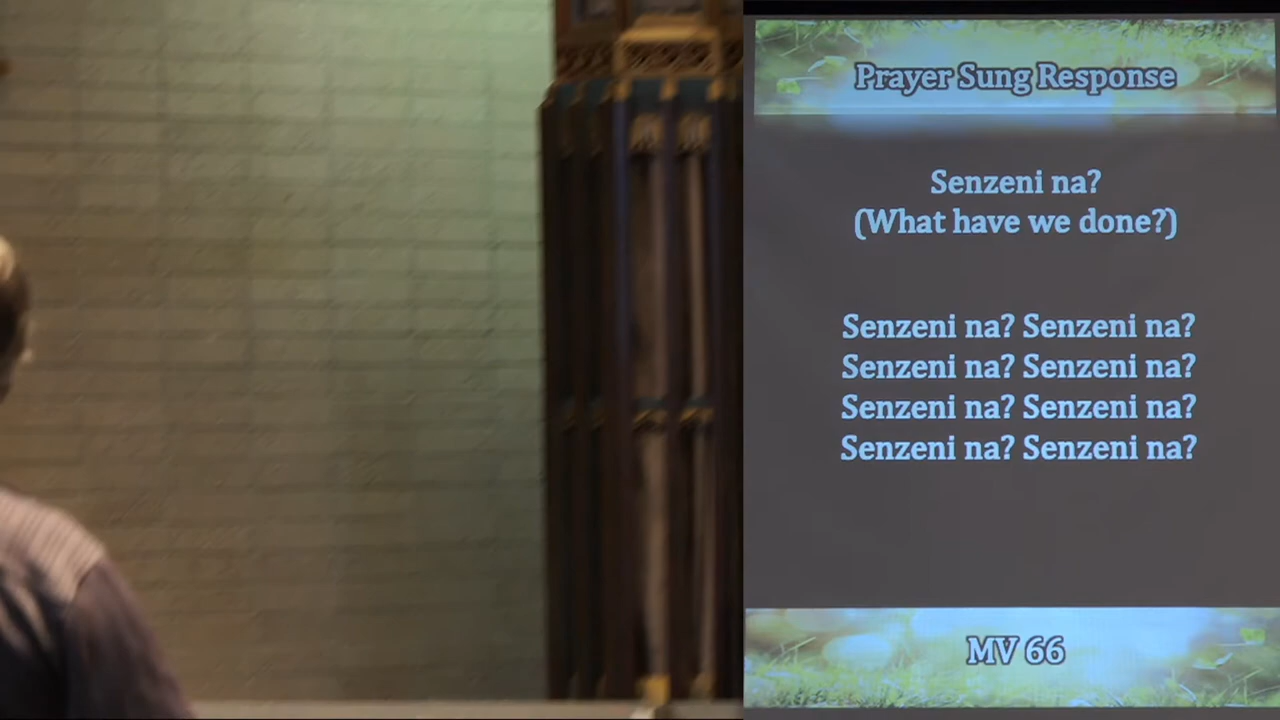 Prayer Sung Response
Senzeni na?
(What have we done?)
Senzeni na? Senzeni na?
Senzeni na? Senzeni na?
Senzeni na? Senzeni na?
Senzeni na? Senzeni na?
MV 66